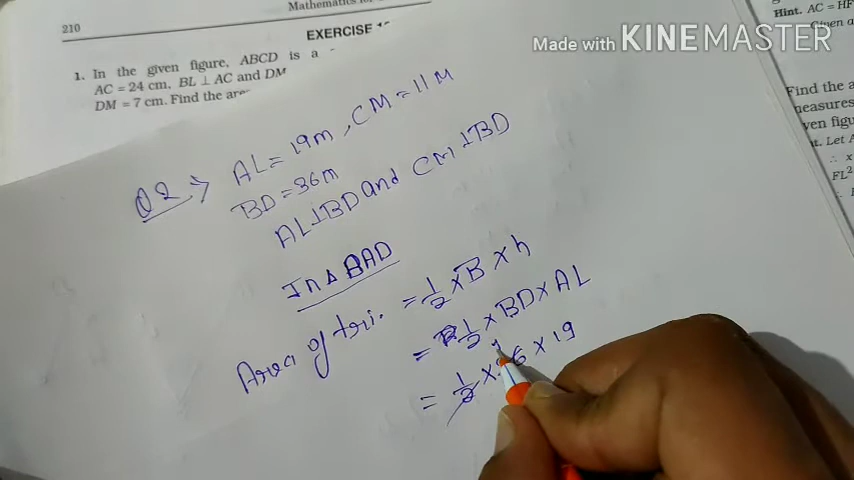 210
Mathematics
EXERCISE
1. In the given figure, ABCD is a
AC = 24 cm, BL ⊥ AC and DM
DM = 7 cm. Find the
Made with KINEMASTER
Hint. AC = HF
Given a
Find the a
measures
ven figu
t. Let A
∴ x
FL²
Q2 ⇒ AL = 19m, CM = 11 M
BD = 36m
AL⊥BD and CM⊥BD
In Δ BAD
Area of tri. = 1/2 × B × h
= 1/2 × BD × AL
= 1/2 × 36 × 19